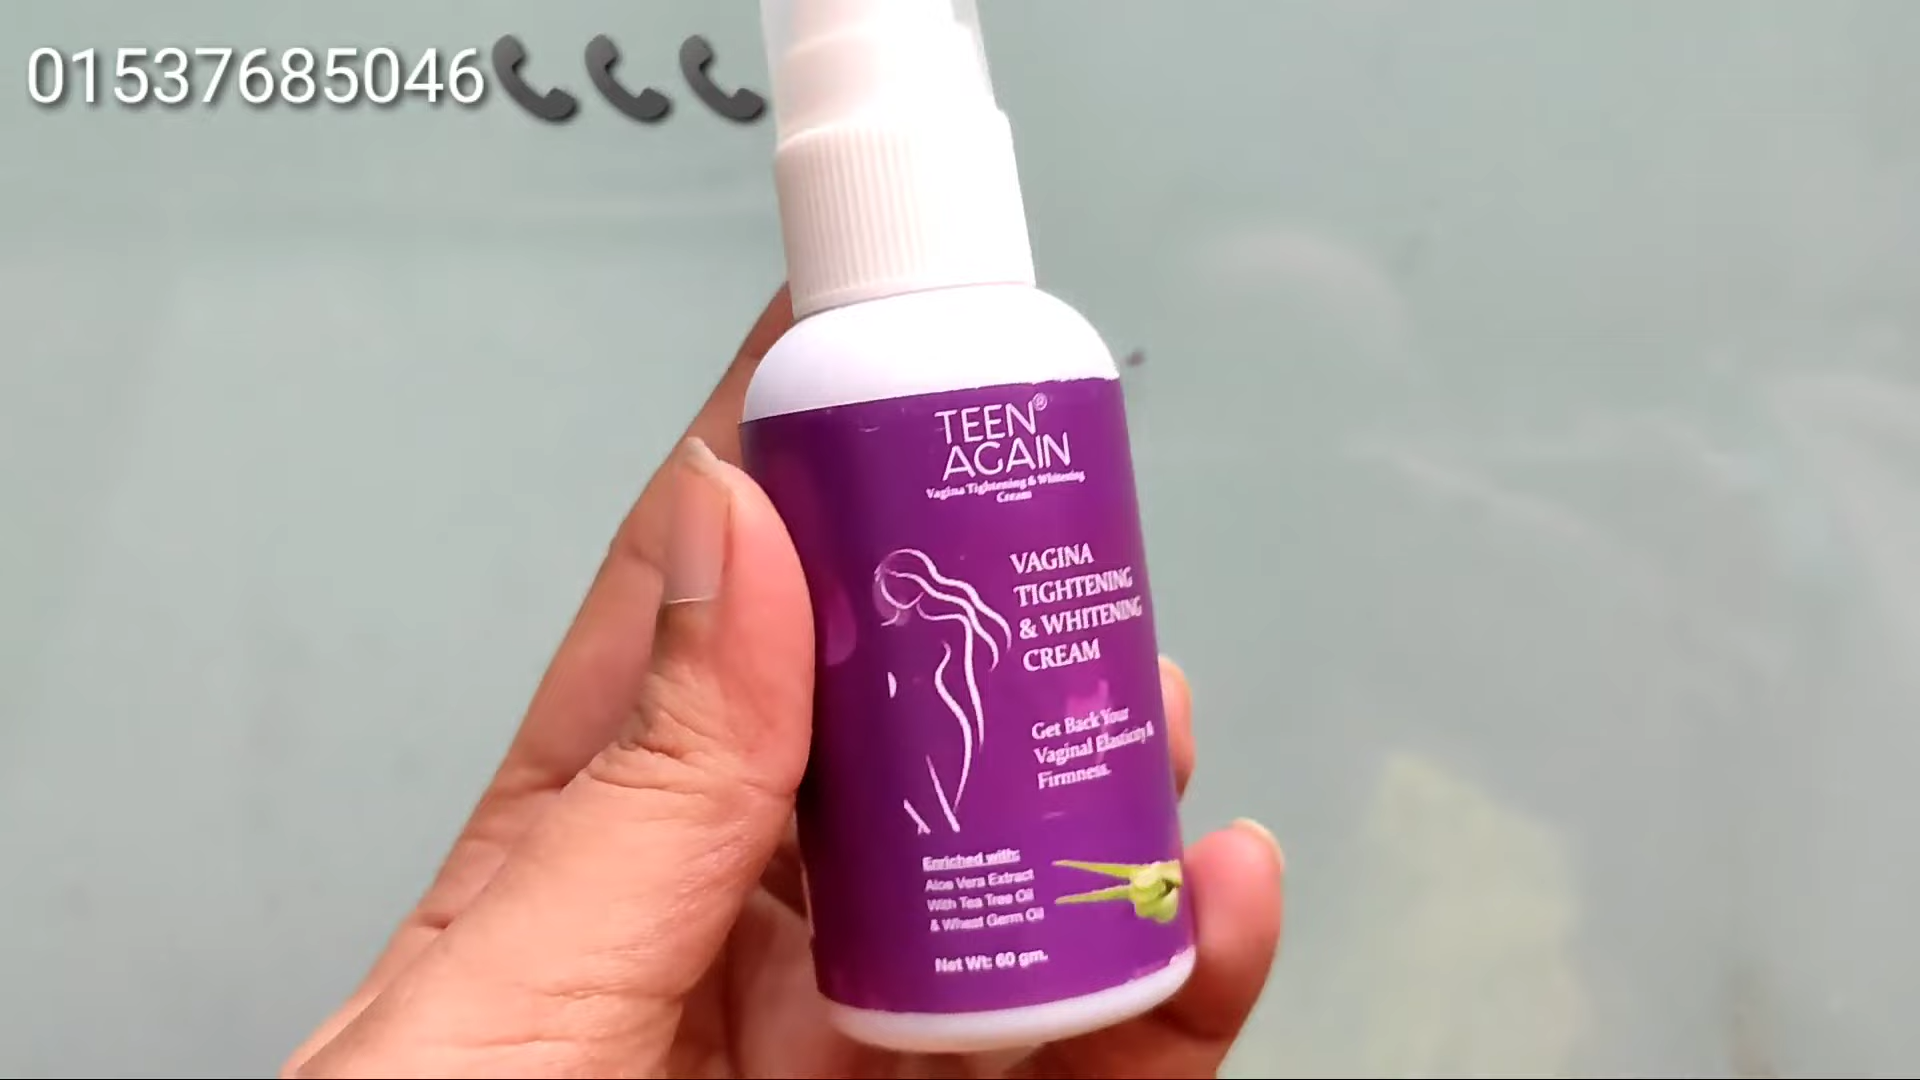 01537685046📞📞📞
TEEN®
AGAIN
Vagina Tightening & Whitening
Cream
VAGINA
TIGHTENING
& WHITENING
CREAM
Get Back Your
Vaginal Elasticity &
Firmness.
Enriched with:
Aloe Vera Extract
With Tea Tree Oil
& Wheat Germ Oil
Net Wt: 60 gm.